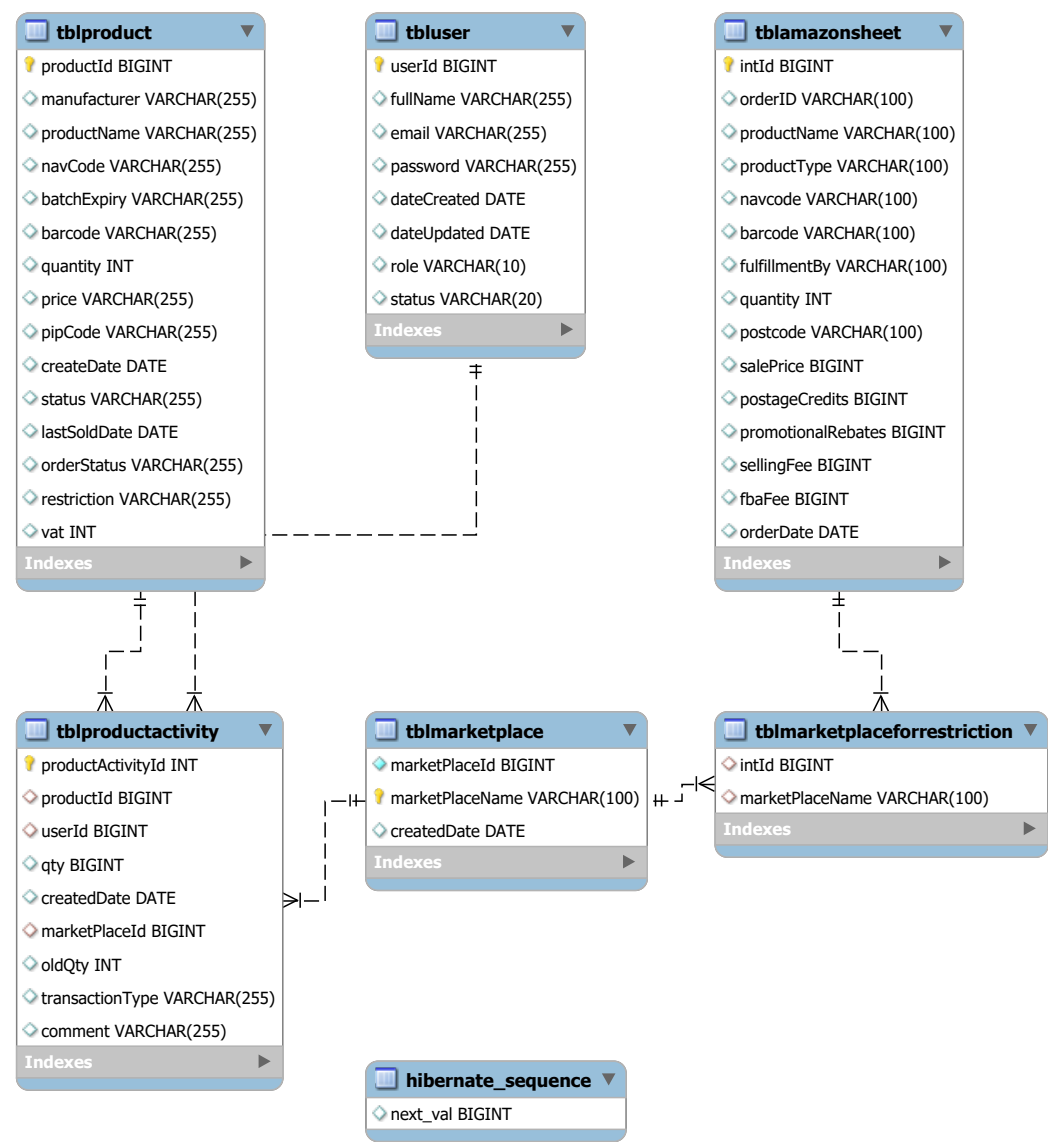 tblproduct
productId BIGINT
manufacturer VARCHAR(255)
productName VARCHAR(255)
navCode VARCHAR(255)
batchExpiry VARCHAR(255)
barcode VARCHAR(255)
quantity INT
price VARCHAR(255)
pipCode VARCHAR(255)
createDate DATE
status VARCHAR(255)
lastSoldDate DATE
orderStatus VARCHAR(255)
restriction VARCHAR(255)
vat INT
Indexes
tbluser
userId BIGINT
fullName VARCHAR(255)
email VARCHAR(255)
password VARCHAR(255)
dateCreated DATE
dateUpdated DATE
role VARCHAR(10)
status VARCHAR(20)
Indexes
tblamazonsheet
intId BIGINT
orderID VARCHAR(100)
productName VARCHAR(100)
productType VARCHAR(100)
navcode VARCHAR(100)
barcode VARCHAR(100)
fulfillmentBy VARCHAR(100)
quantity INT
postcode VARCHAR(100)
salePrice BIGINT
postageCredits BIGINT
promotionalRebates BIGINT
sellingFee BIGINT
fbaFee BIGINT
orderDate DATE
Indexes
tblproductactivity
productActivityId INT
productId BIGINT
userId BIGINT
qty BIGINT
createdDate DATE
marketPlaceId BIGINT
oldQty INT
transactionType VARCHAR(255)
comment VARCHAR(255)
Indexes
tblmarketplace
marketPlaceId BIGINT
marketPlaceName VARCHAR(100)
createdDate DATE
Indexes
tblmarketplaceforrestriction
intId BIGINT
marketPlaceName VARCHAR(100)
Indexes
hibernate_sequence
next_val BIGINT